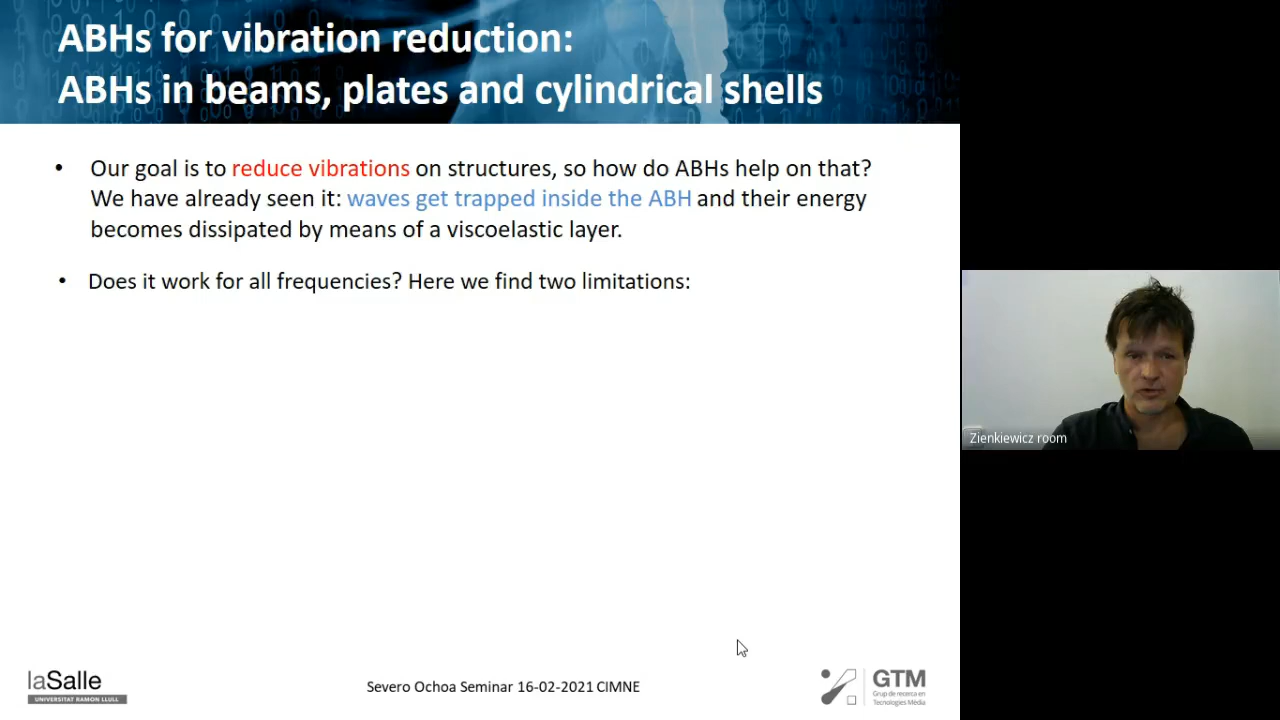 ABHs for vibration reduction:
ABHs in beams, plates and cylindrical shells
• Our goal is to reduce vibrations on structures, so how do ABHs help on that?
We have already seen it: waves get trapped inside the ABH and their energy
becomes dissipated by means of a viscoelastic layer.
• Does it work for all frequencies? Here we find two limitations:
Zienkiewicz room
laSalle
UNIVERSITAT RAMON LLULL
Severo Ochoa Seminar 16-02-2021 CIMNE
GTM
Grup de recerca en
Tecnologies Mèdia